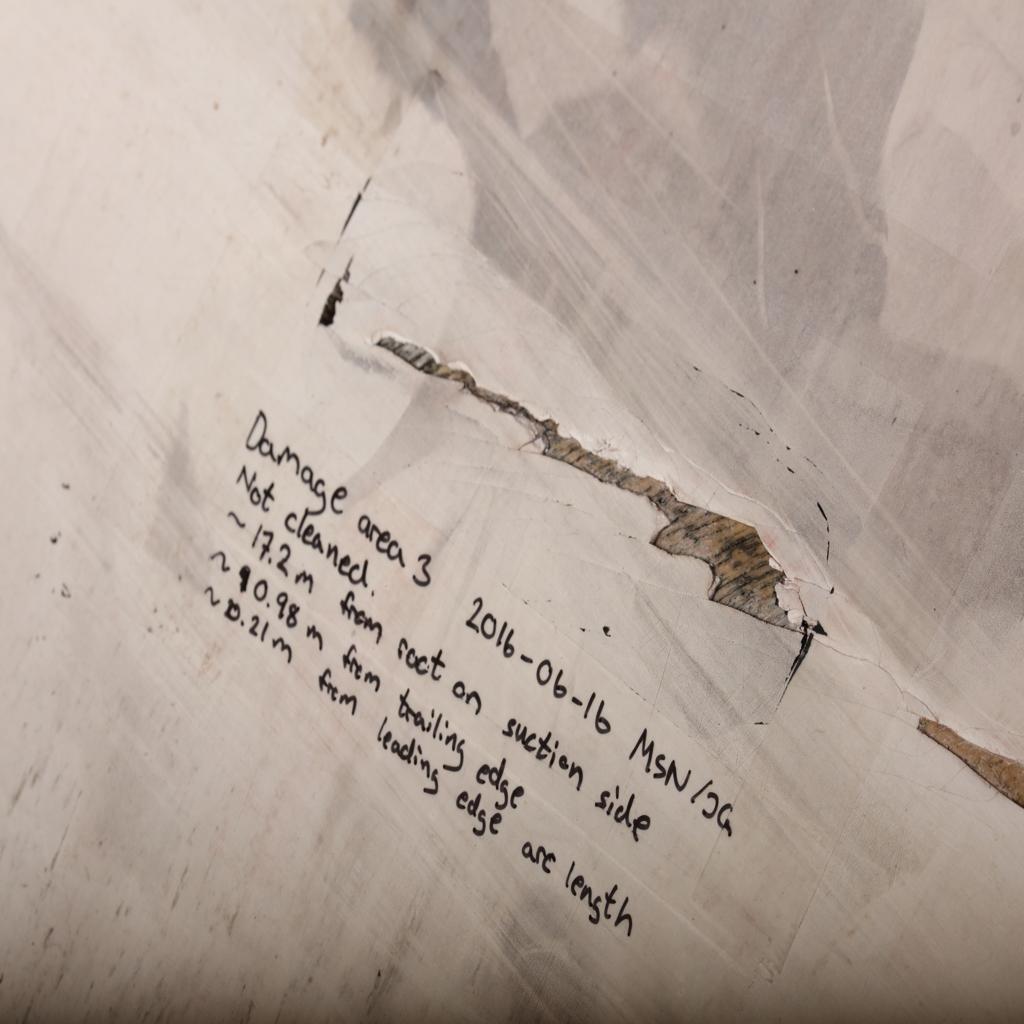 Damage area 3 2016-06-16 MSN/JG
Not cleaned.
~ 17.2 m from root on suction side
~ 0.98 m from trailing edge
~ 0.21 m from leading edge arc length